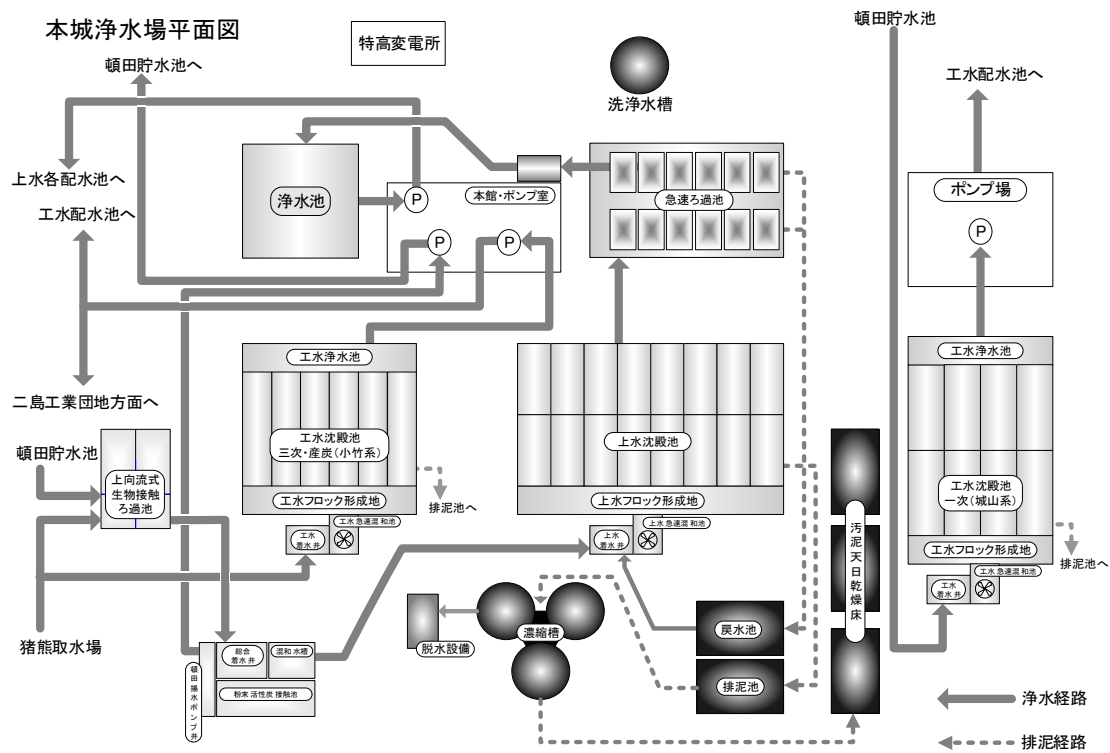 本城浄水場平面図
特高変電所
頓田貯水池
頓田貯水池へ
工水配水池へ
洗浄水槽
上水各配水池へ
工水配水池へ
浄水池
P
本館・ポンプ室
P
P
急速ろ過池
ポンプ場
P
二島工業団地方面へ
工水浄水池
工水沈殿池
三次・産炭(小竹系)
工水フロック形成地
排泥池へ
工水
着水井
工水急速混和池
上水沈殿池
上水フロック形成地
上水
着水井
上水急速混和池
工水浄水池
工水沈殿池
一次(城山系)
工水フロック形成地
排泥池へ
工水
着水井
工水急速混和池
頓田貯水池
上向流式
生物接触
ろ過池
猪熊取水場
総合
着水井
混和水槽
粉末活性炭接触池
頓田揚水ポンプ井
脱水設備
濃縮槽
戻水池
排泥池
汚泥天日乾燥床
浄水経路
排泥経路